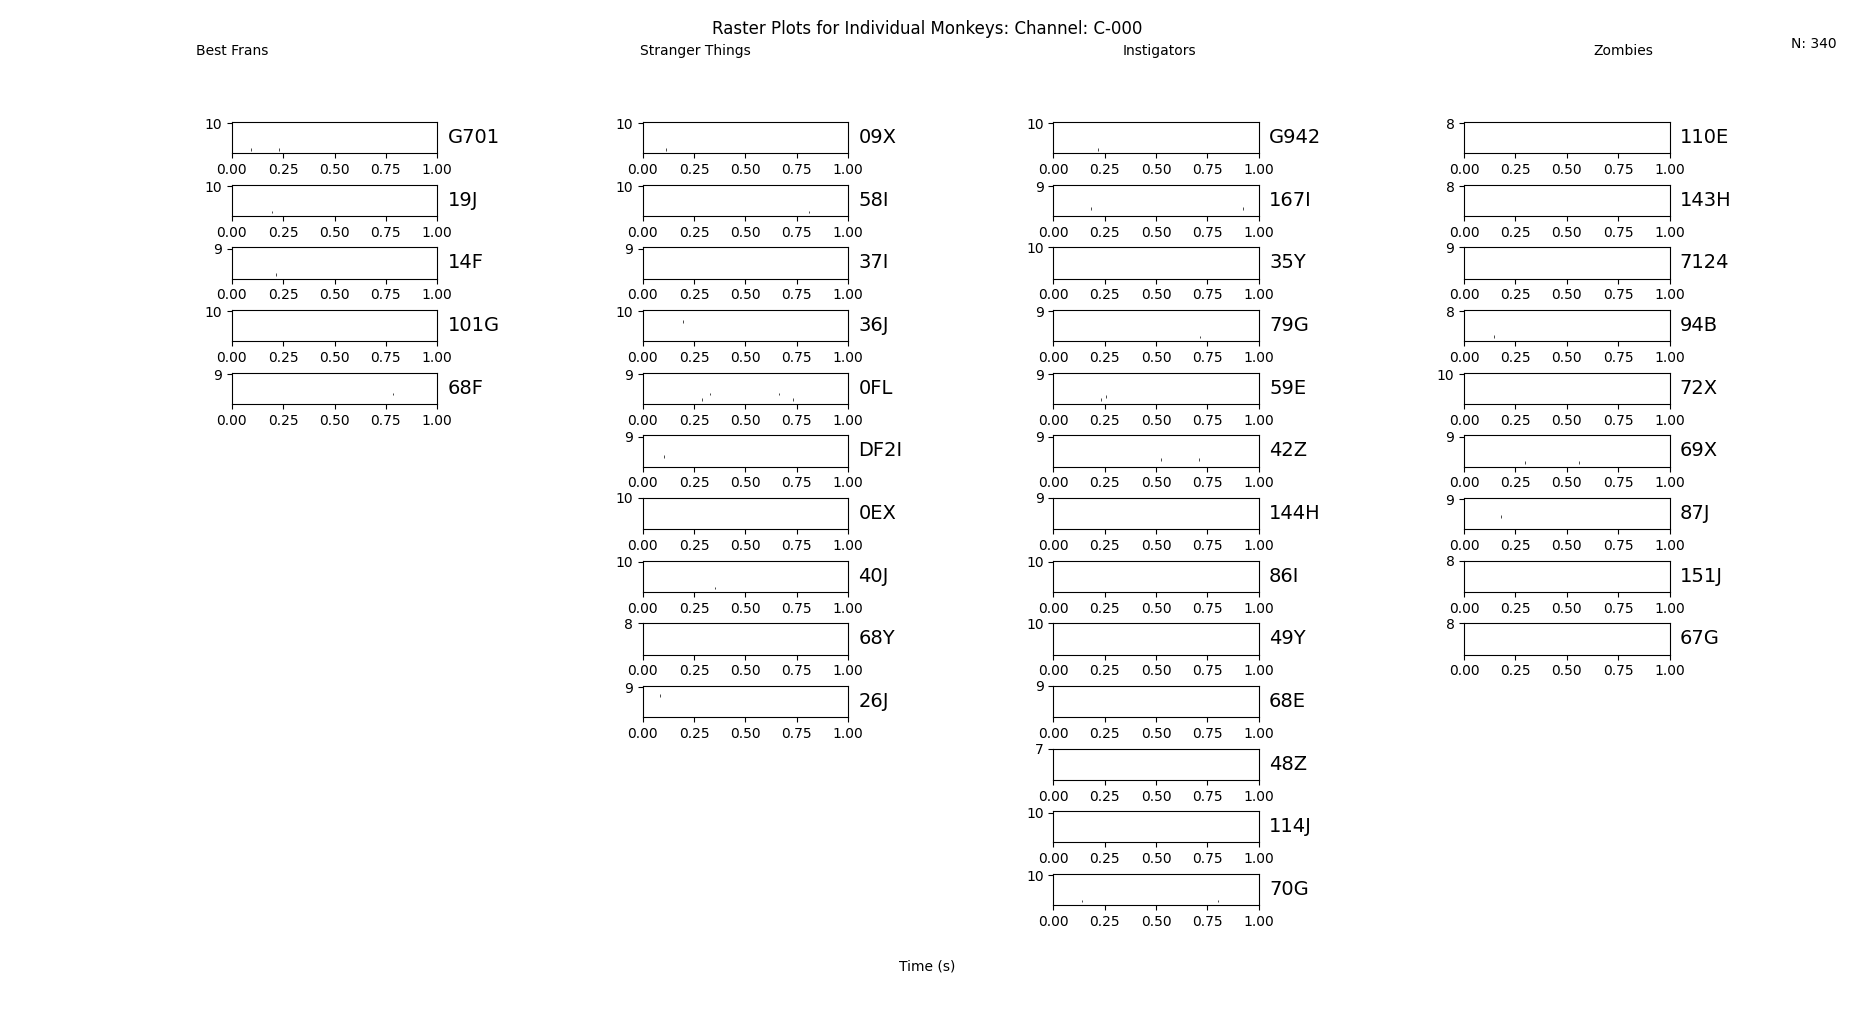 Raster Plots for Individual Monkeys: Channel: C-000
N: 340
Best Frans Stranger Things Instigators Zombies
10 G701 10 09X 10 G942 8 110E
0.00 0.25 0.50 0.75 1.00 0.00 0.25 0.50 0.75 1.00 0.00 0.25 0.50 0.75 1.00 0.00 0.25 0.50 0.75 1.00
10 19J 10 58I 9 167I 8 143H
0.00 0.25 0.50 0.75 1.00 0.00 0.25 0.50 0.75 1.00 0.00 0.25 0.50 0.75 1.00 0.00 0.25 0.50 0.75 1.00
9 14F 9 37I 10 35Y 9 7124
0.00 0.25 0.50 0.75 1.00 0.00 0.25 0.50 0.75 1.00 0.00 0.25 0.50 0.75 1.00 0.00 0.25 0.50 0.75 1.00
10 101G 10 36J 9 79G 8 94B
0.00 0.25 0.50 0.75 1.00 0.00 0.25 0.50 0.75 1.00 0.00 0.25 0.50 0.75 1.00 0.00 0.25 0.50 0.75 1.00
9 68F 9 0FL 9 59E 10 72X
0.00 0.25 0.50 0.75 1.00 0.00 0.25 0.50 0.75 1.00 0.00 0.25 0.50 0.75 1.00 0.00 0.25 0.50 0.75 1.00
9 DF2I 9 42Z 9 69X
0.00 0.25 0.50 0.75 1.00 0.00 0.25 0.50 0.75 1.00 0.00 0.25 0.50 0.75 1.00
10 0EX 9 144H 9 87J
0.00 0.25 0.50 0.75 1.00 0.00 0.25 0.50 0.75 1.00 0.00 0.25 0.50 0.75 1.00
10 40J 10 86I 8 151J
0.00 0.25 0.50 0.75 1.00 0.00 0.25 0.50 0.75 1.00 0.00 0.25 0.50 0.75 1.00
8 68Y 10 49Y 8 67G
0.00 0.25 0.50 0.75 1.00 0.00 0.25 0.50 0.75 1.00 0.00 0.25 0.50 0.75 1.00
9 26J 9 68E
0.00 0.25 0.50 0.75 1.00 0.00 0.25 0.50 0.75 1.00
7 48Z
0.00 0.25 0.50 0.75 1.00
10 114J
0.00 0.25 0.50 0.75 1.00
10 70G
0.00 0.25 0.50 0.75 1.00
Time (s)